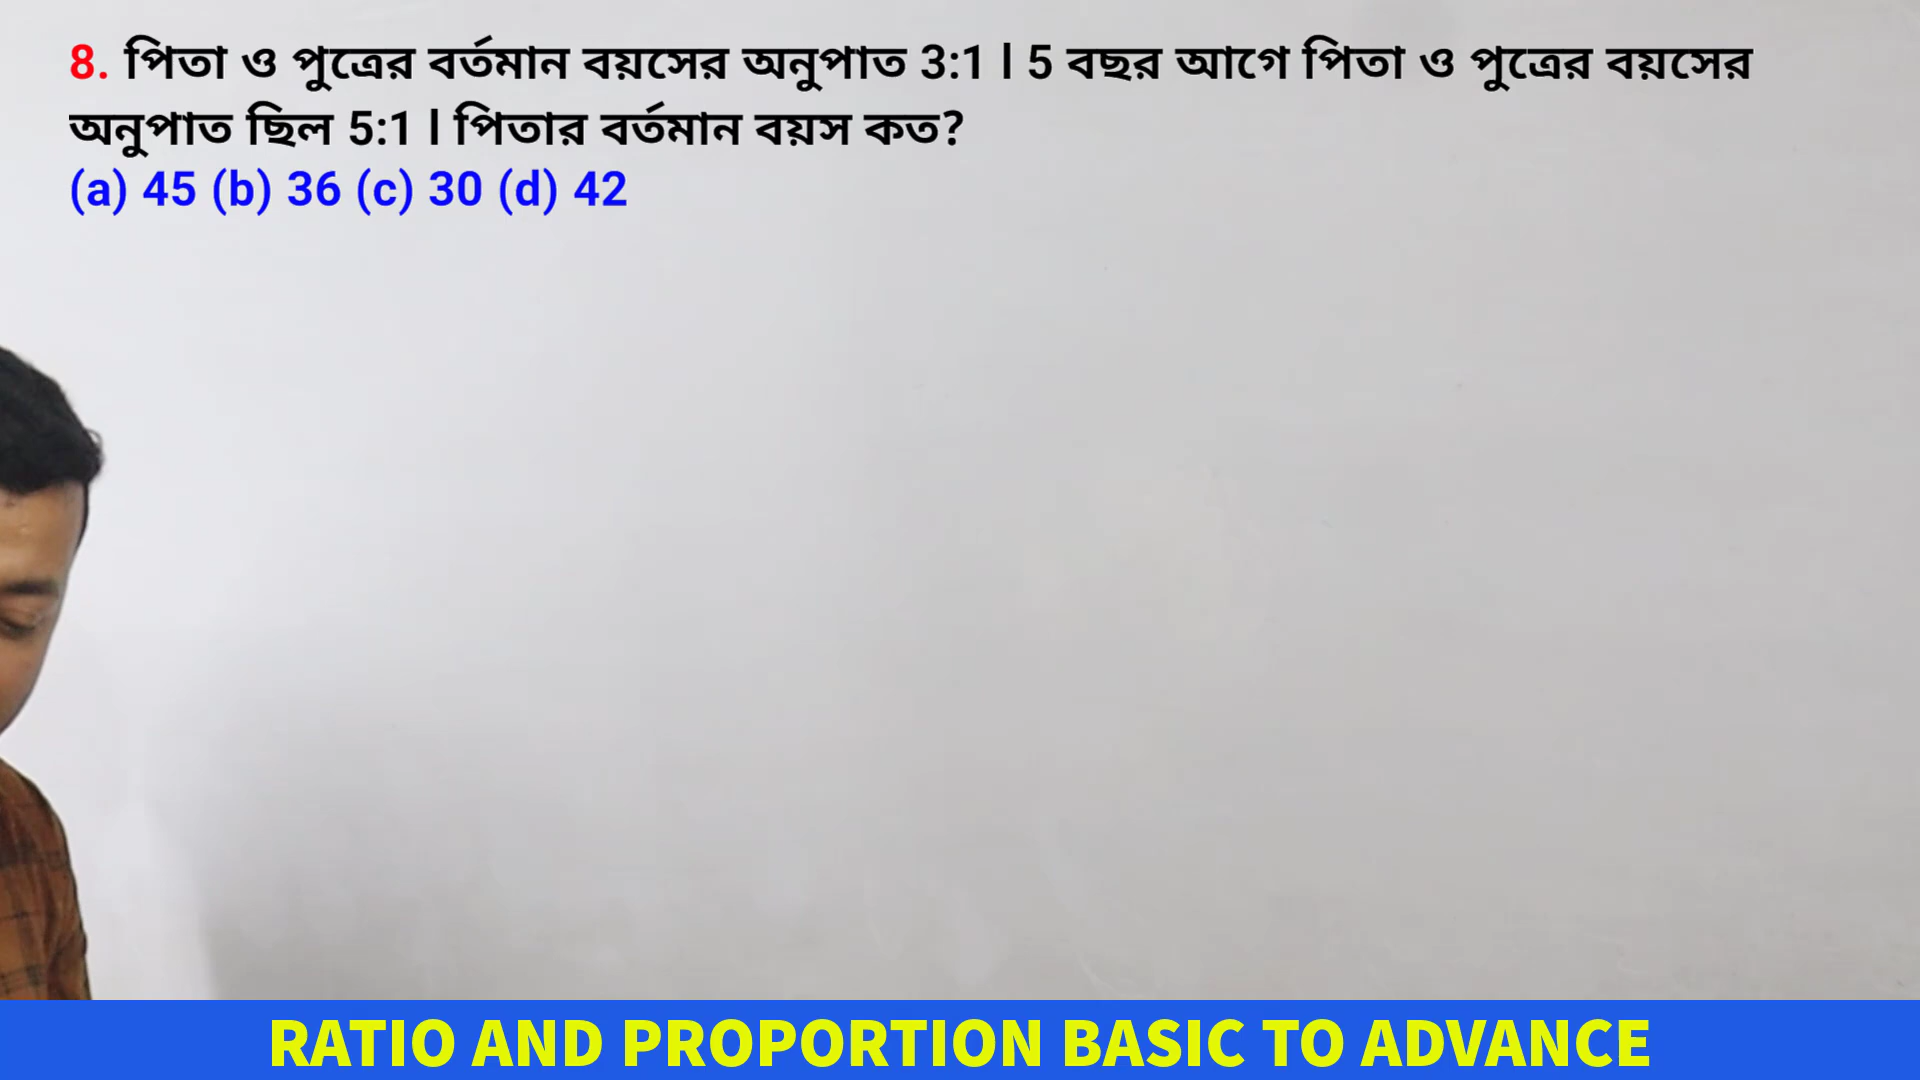 8. পিতা ও পুত্রের বর্তমান বয়সের অনুপাত 3:1 l 5 বছর আগে পিতা ও পুত্রের বয়সের
অনুপাত ছিল 5:1 l পিতার বর্তমান বয়স কত?
(a) 45 (b) 36 (c) 30 (d) 42
RATIO AND PROPORTION BASIC TO ADVANCE